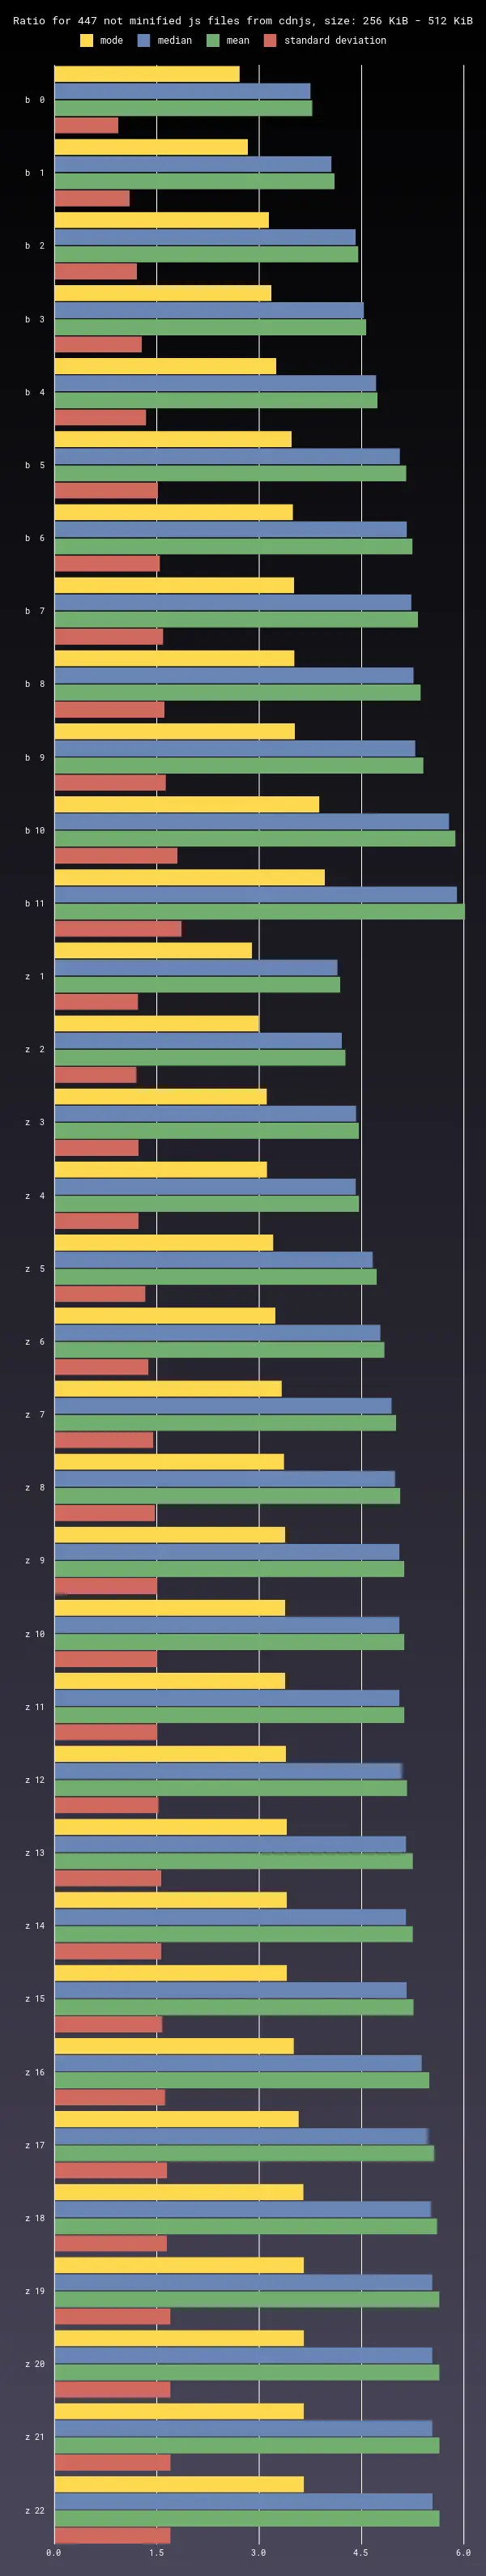 Ratio for 447 not minified js files from cdnjs, size: 256 KiB - 512 KiB
mode median mean standard deviation
b 0
b 1
b 2
b 3
b 4
b 5
b 6
b 7
b 8
b 9
b 10
b 11
z 1
z 2
z 3
z 4
z 5
z 6
z 7
z 8
z 9
z 10
z 11
z 12
z 13
z 14
z 15
z 16
z 17
z 18
z 19
z 20
z 21
z 22
0.0 1.5 3.0 4.5 6.0